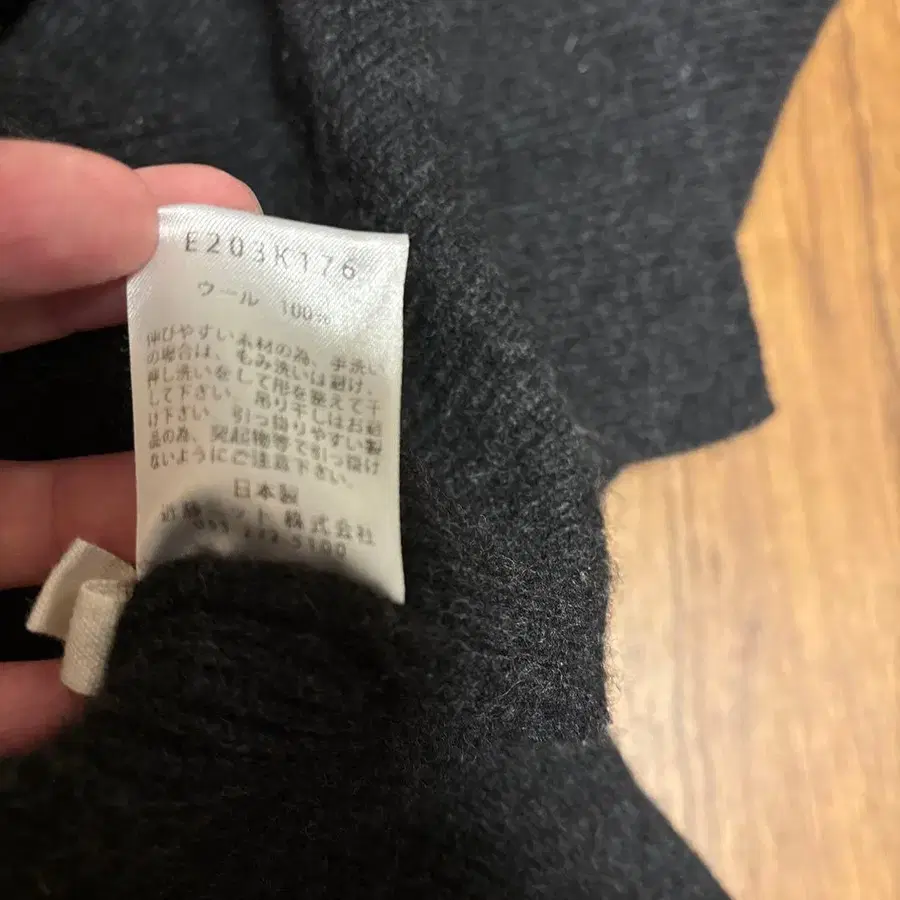 E203K176
ウール 100%
伸びやすい素材の為、手洗い
の場合は、もみ洗いは避け、
押し洗いをして形を整えて干
して下さい。吊り干しはお避
け下さい。引っ掛りやすい製
品の為、突起物等で引っ掛け
ないようにご注意下さい。
日本製
近藤ニット株式会社